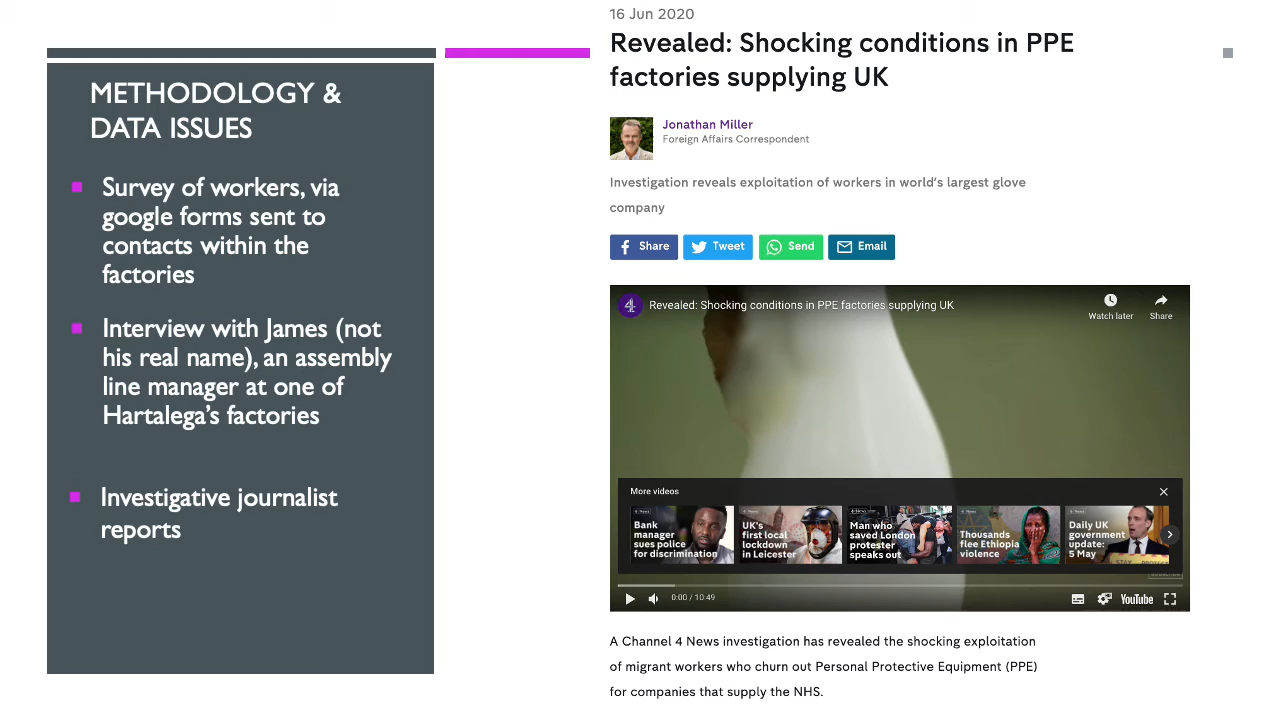 METHODOLOGY &
DATA ISSUES
Survey of workers, via
google forms sent to
contacts within the
factories
Interview with James (not
his real name), an assembly
line manager at one of
Hartalega's factories
Investigative journalist
reports
16 Jun 2020
Revealed: Shocking conditions in PPE
factories supplying UK
Jonathan Miller
Foreign Affairs Correspondent
Investigation reveals exploitation of workers in world's largest glove
company
Share
Tweet
Send
Email
4
Revealed: Shocking conditions in PPE factories supplying UK
Watch later
Share
More videos
Bank
manager
sues police
for discrimination
UK's
first local
lockdown
in Leicester
Man who
saved London
protester
speaks out
Thousands
flee Ethiopia
violence
Daily UK
government
update:
5 May
0:00 / 10:49
YouTube
A Channel 4 News investigation has revealed the shocking exploitation
of migrant workers who churn out Personal Protective Equipment (PPE)
for companies that supply the NHS.